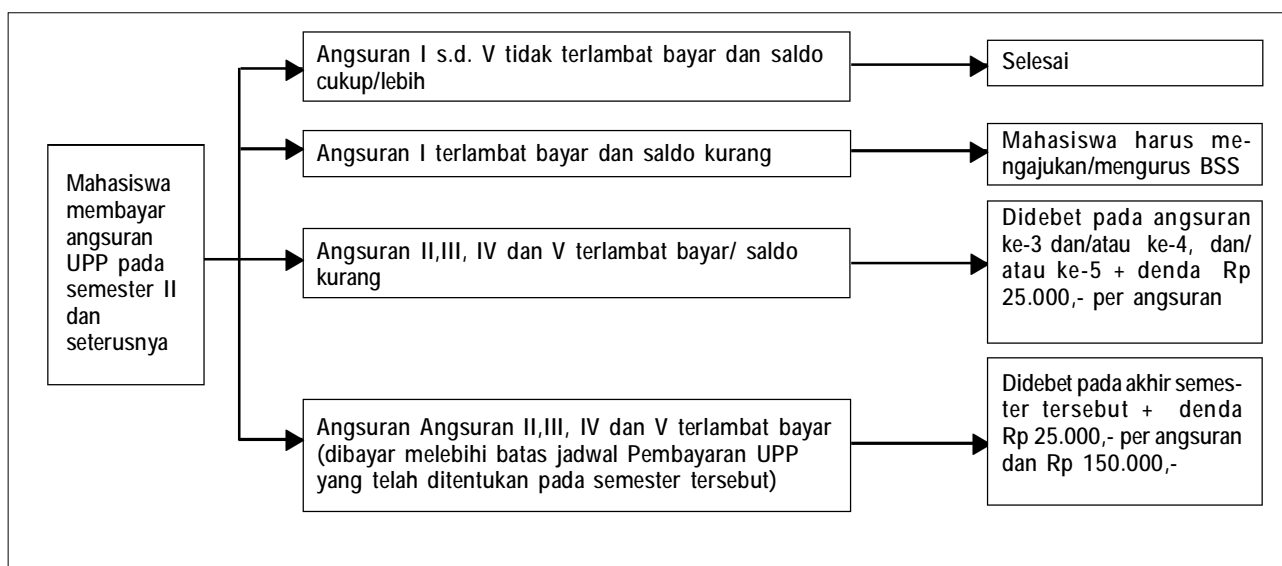 Mahasiswa
membayar
angsuran
UPP pada
semester II
dan
seterusnya
Angsuran I s.d. V tidak terlambat bayar dan saldo
cukup/lebih
Selesai
Angsuran I terlambat bayar dan saldo kurang
Mahasiswa harus me-
ngajukan/mengurus BSS
Angsuran II,III, IV dan V terlambat bayar/ saldo
kurang
Didebet pada angsuran
ke-3 dan/atau ke-4, dan/
atau ke-5 + denda Rp
25.000,- per angsuran
Angsuran Angsuran II,III, IV dan V terlambat bayar
(dibayar melebihi batas jadwal Pembayaran UPP
yang telah ditentukan pada semester tersebut)
Didebet pada akhir semes-
ter tersebut + denda
Rp 25.000,- per angsuran
dan Rp 150.000,-